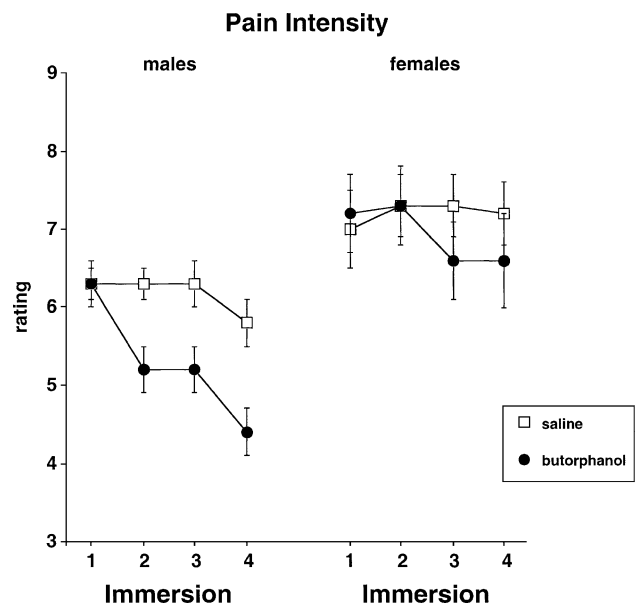 Pain Intensity
males females
9
8
7
6
5
4
3
rating
saline
butorphanol
1 2 3 4 1 2 3 4
Immersion Immersion